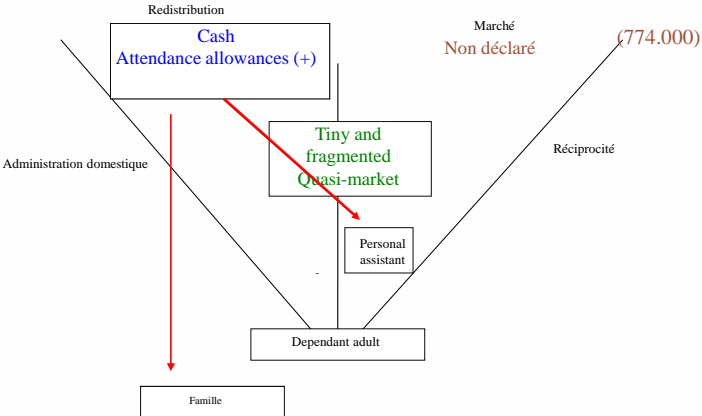 Redistribution
Cash
Attendance allowances (+)
Marché
Non déclaré
(774.000)
Tiny and
fragmented
Quasi-market
Administration domestique
Réciprocité
Personal
assistant
-
Dependant adult
Famille